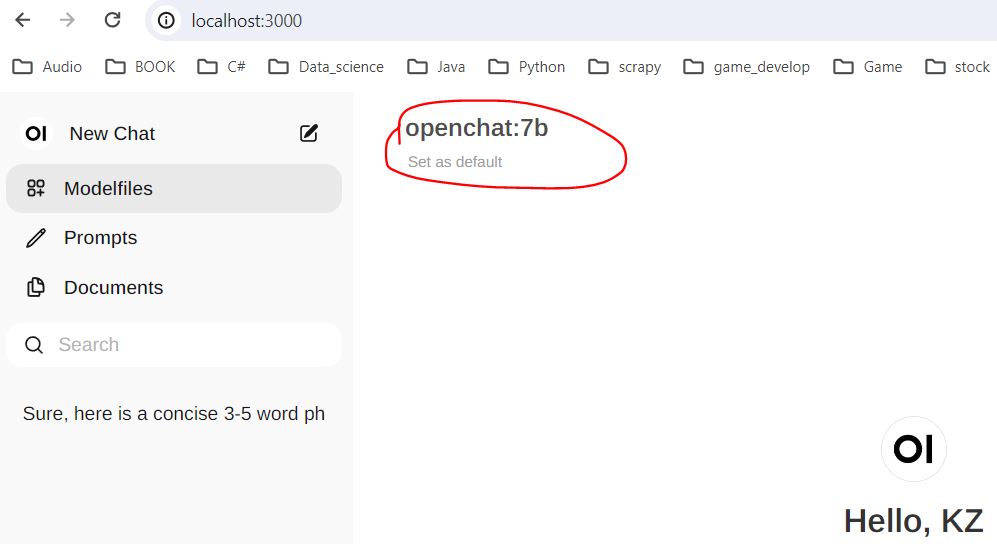 localhost:3000
Audio BOOK C# Data_science Java Python scrapy game_develop Game stock
OI New Chat
openchat:7b
Set as default
Modelfiles
Prompts
Documents
Search
Sure, here is a concise 3-5 word ph
OI
Hello, KZ